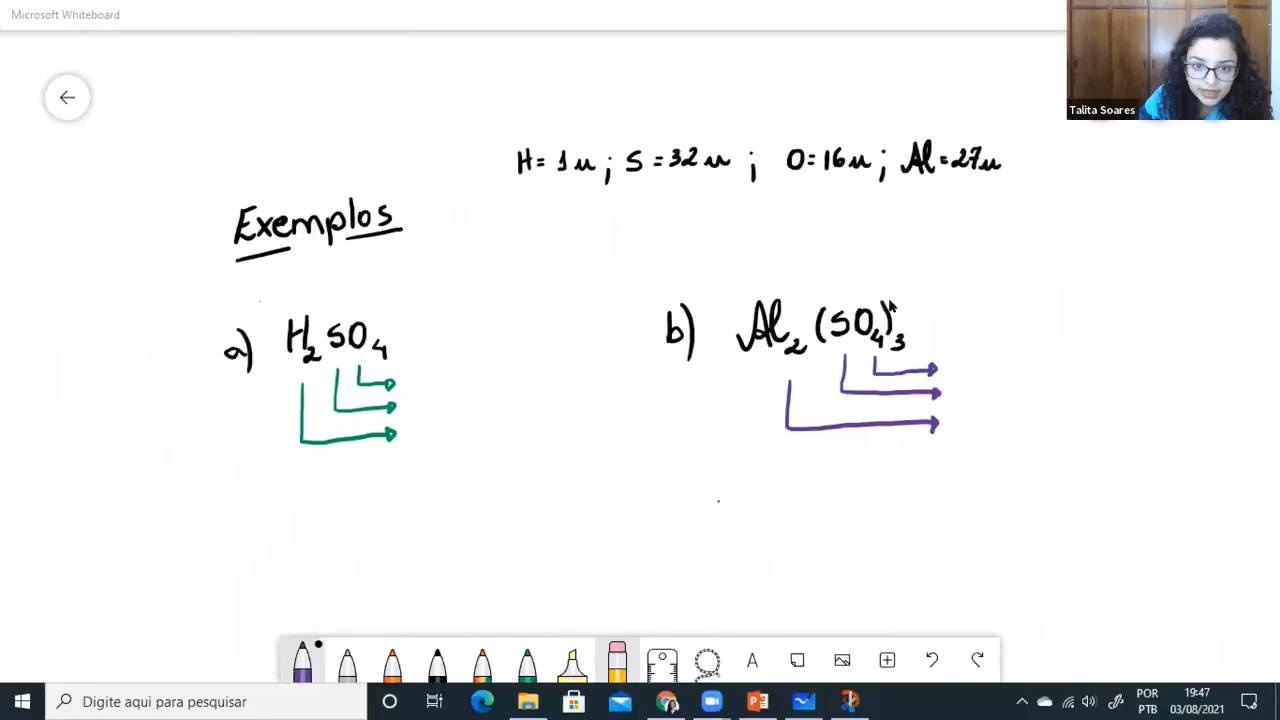 Microsoft Whiteboard
Talita Soares
H = 1u ; S = 32u ; O = 16u ; Al = 27u
Exemplos
a) H₂SO₄
b) Al₂(SO₄)₃
A
Digite aqui para pesquisar
POR
PTB
19:47
03/08/2021